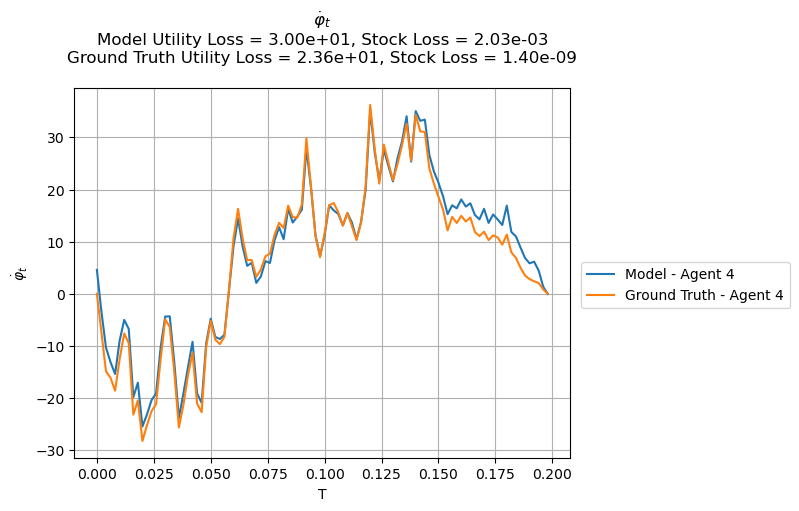 φ̇ₜ
Model Utility Loss = 3.00e+01, Stock Loss = 2.03e-03
Ground Truth Utility Loss = 2.36e+01, Stock Loss = 1.40e-09
φ̇ₜ
30
20
10
0
−10
−20
−30
0.000
0.025
0.050
0.075
0.100
0.125
0.150
0.175
0.200
T
Model - Agent 4
Ground Truth - Agent 4